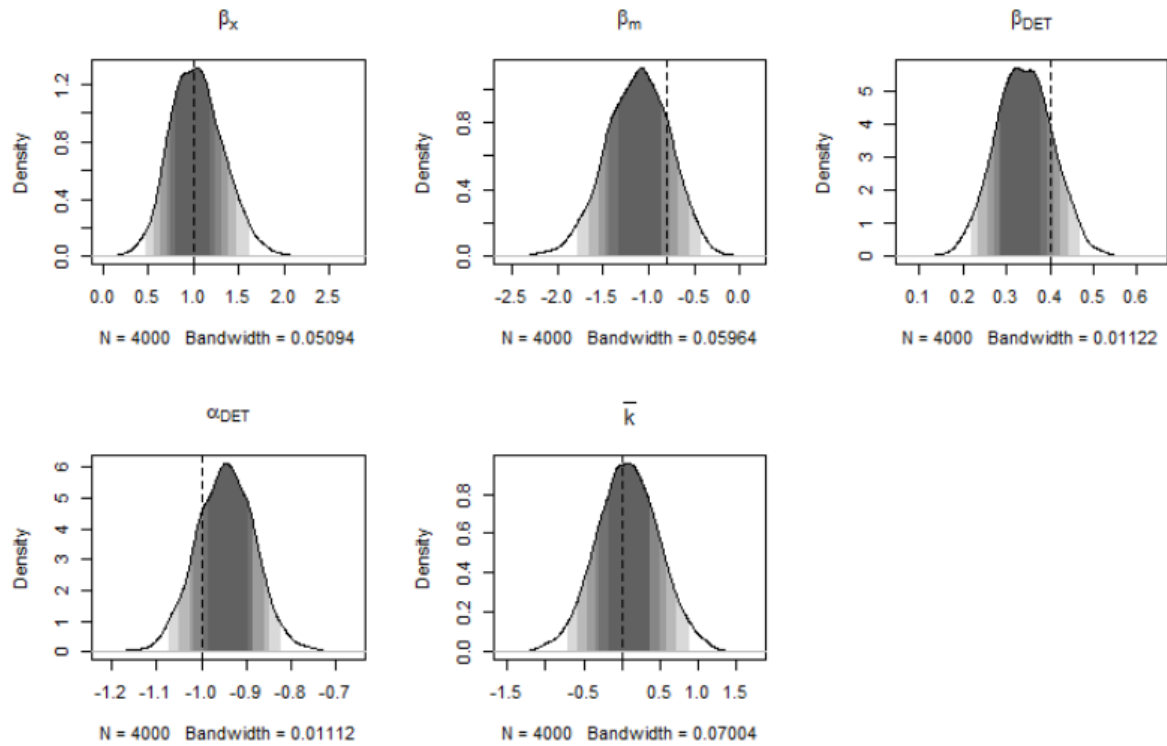 βx βm βDET
Density
0.0 0.4 0.8 1.2
0.0 0.5 1.0 1.5 2.0 2.5
N = 4000 Bandwidth = 0.05094
Density
0.0 0.4 0.8
-2.5 -2.0 -1.5 -1.0 -0.5 0.0
N = 4000 Bandwidth = 0.05964
Density
0 1 2 3 4 5
0.1 0.2 0.3 0.4 0.5 0.6
N = 4000 Bandwidth = 0.01122
αDET k̅
Density
0 1 2 3 4 5 6
-1.2 -1.1 -1.0 -0.9 -0.8 -0.7
N = 4000 Bandwidth = 0.01112
Density
0.0 0.2 0.4 0.6 0.8
-1.5 -0.5 0.5 1.0 1.5
N = 4000 Bandwidth = 0.07004